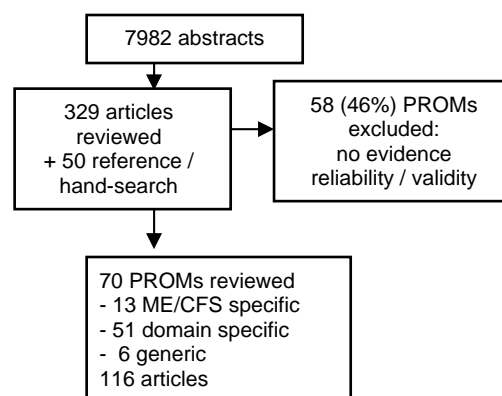 7982 abstracts
329 articles
reviewed
+ 50 reference /
hand-search
58 (46%) PROMs
excluded:
no evidence
reliability / validity
70 PROMs reviewed
- 13 ME/CFS specific
- 51 domain specific
- 6 generic
116 articles